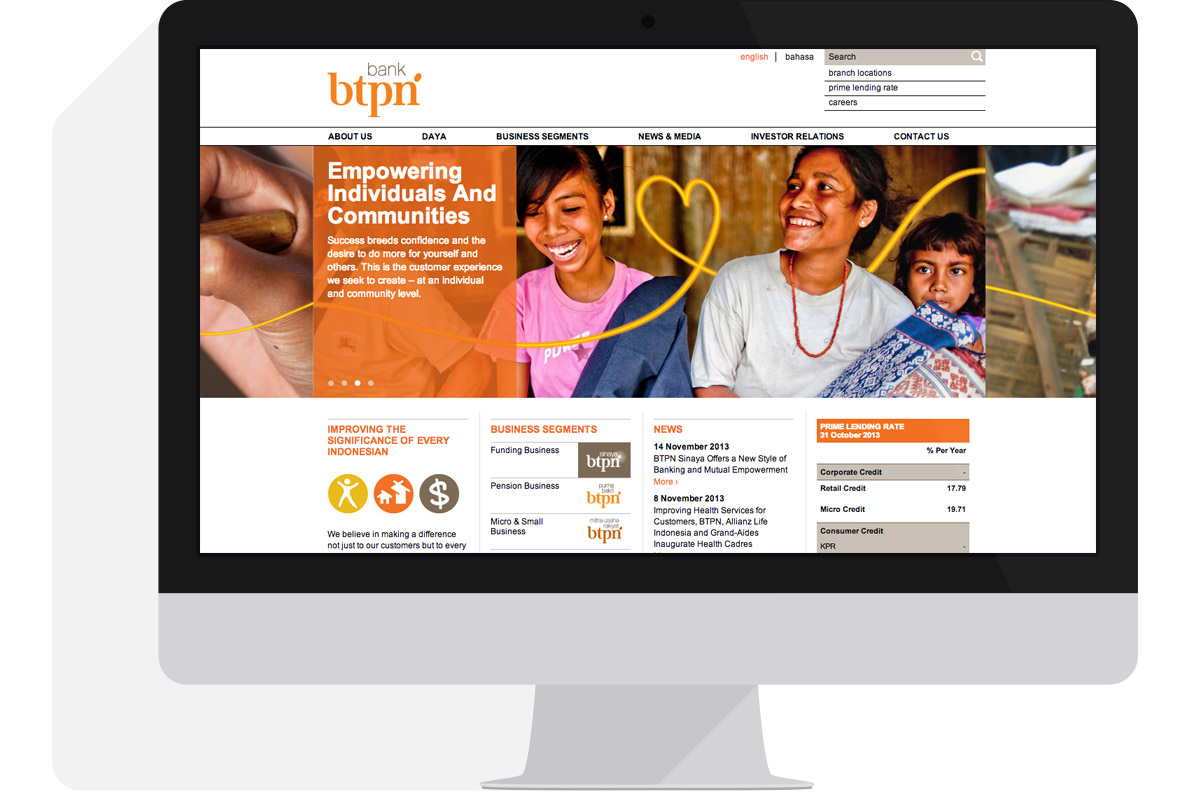 bank
btpn
english | bahasa
Search
branch locations
prime lending rate
careers
ABOUT US
DAYA
BUSINESS SEGMENTS
NEWS & MEDIA
INVESTOR RELATIONS
CONTACT US
Empowering
Individuals And
Communities
Success breeds confidence and the
desire to do more for yourself and
others. This is the customer experience
we seek to create – at an individual
and community level.
IMPROVING THE
SIGNIFICANCE OF EVERY
INDONESIAN
$
We believe in making a difference
not just to our customers but to every
BUSINESS SEGMENTS
Funding Business
sinaya
btpn
Pension Business
purna
bakti
btpn
Micro & Small
Business
mitra usaha
rakyat
btpn
NEWS
14 November 2013
BTPN Sinaya Offers a New Style of
Banking and Mutual Empowerment
More ›
8 November 2013
Improving Health Services for
Customers, BTPN, Allianz Life
Indonesia and Grand-Aides
Inaugurate Health Cadres
PRIME LENDING RATE
31 October 2013
% Per Year
Corporate Credit -
Retail Credit 17.79
Micro Credit 19.71
Consumer Credit
KPR -